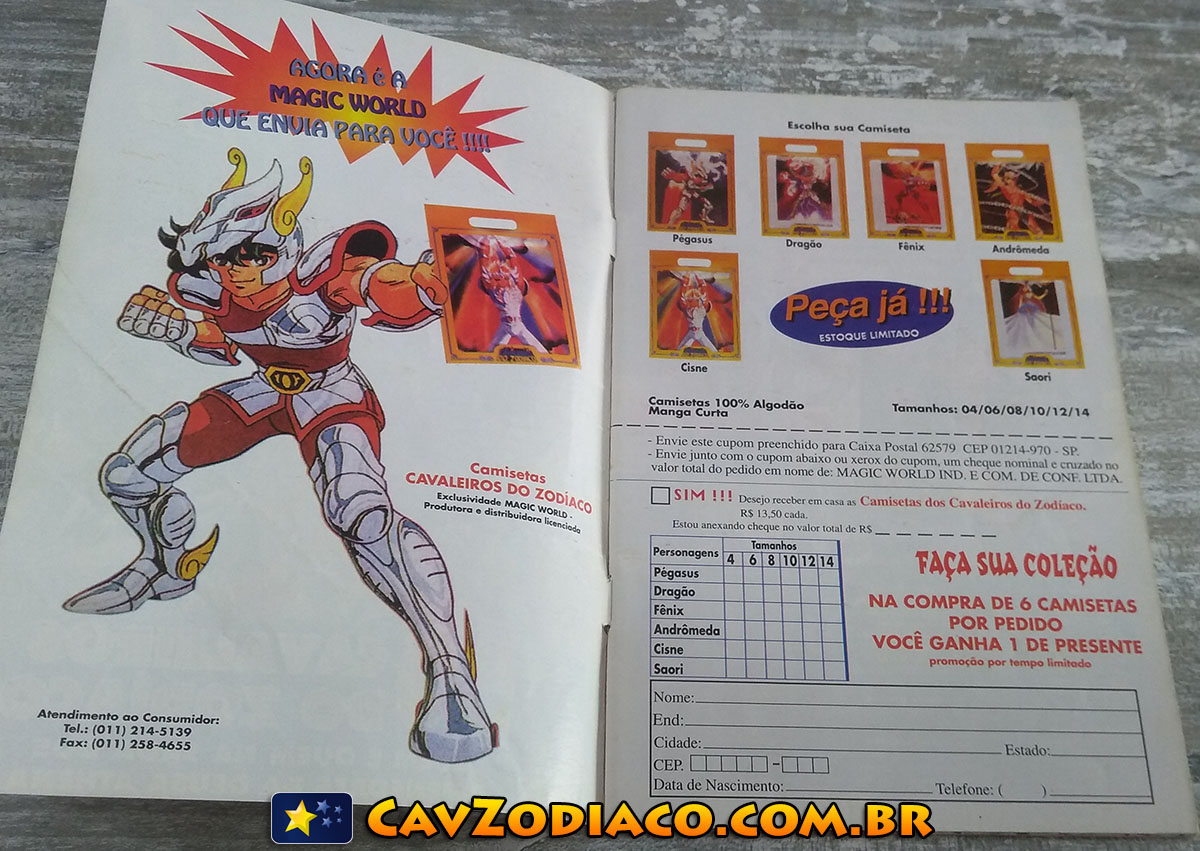 AGORA é A
MAGIC WORLD
QUE ENVIA PARA VOCÊ !!!!
Camisetas
CAVALEIROS DO ZODÍACO
Exclusividade MAGIC WORLD -
Produtora e distribuidora licenciada
Atendimento ao Consumidor:
Tel.: (011) 214-5139
Fax: (011) 258-4655
Escolha sua Camiseta
Pégasus
Dragão
Fênix
Andrômeda
Cisne
Peça já !!!
ESTOQUE LIMITADO
Saori
Camisetas 100% Algodão
Manga Curta
Tamanhos: 04/06/08/10/12/14
- Envie este cupom preenchido para Caixa Postal 62579 CEP 01214-970 - SP.
- Envie junto com o cupom abaixo ou xerox do cupom, um cheque nominal e cruzado no
valor total do pedido em nome de: MAGIC WORLD IND. E COM. DE CONF. LTDA.
SIM !!! Desejo receber em casa as Camisetas dos Cavaleiros do Zodíaco.
R$ 13,50 cada.
Estou anexando cheque no valor total de R$
Personagens Tamanhos
4 6 8 10 12 14
Pégasus
Dragão
Fênix
Andrômeda
Cisne
Saori
FAÇA SUA COLEÇÃO
NA COMPRA DE 6 CAMISETAS
POR PEDIDO
VOCÊ GANHA 1 DE PRESENTE
promoção por tempo limitado
Nome:
End:
Cidade: Estado:
CEP. -
Data de Nascimento: Telefone: ( )
CAVZODIACO.COM.BR